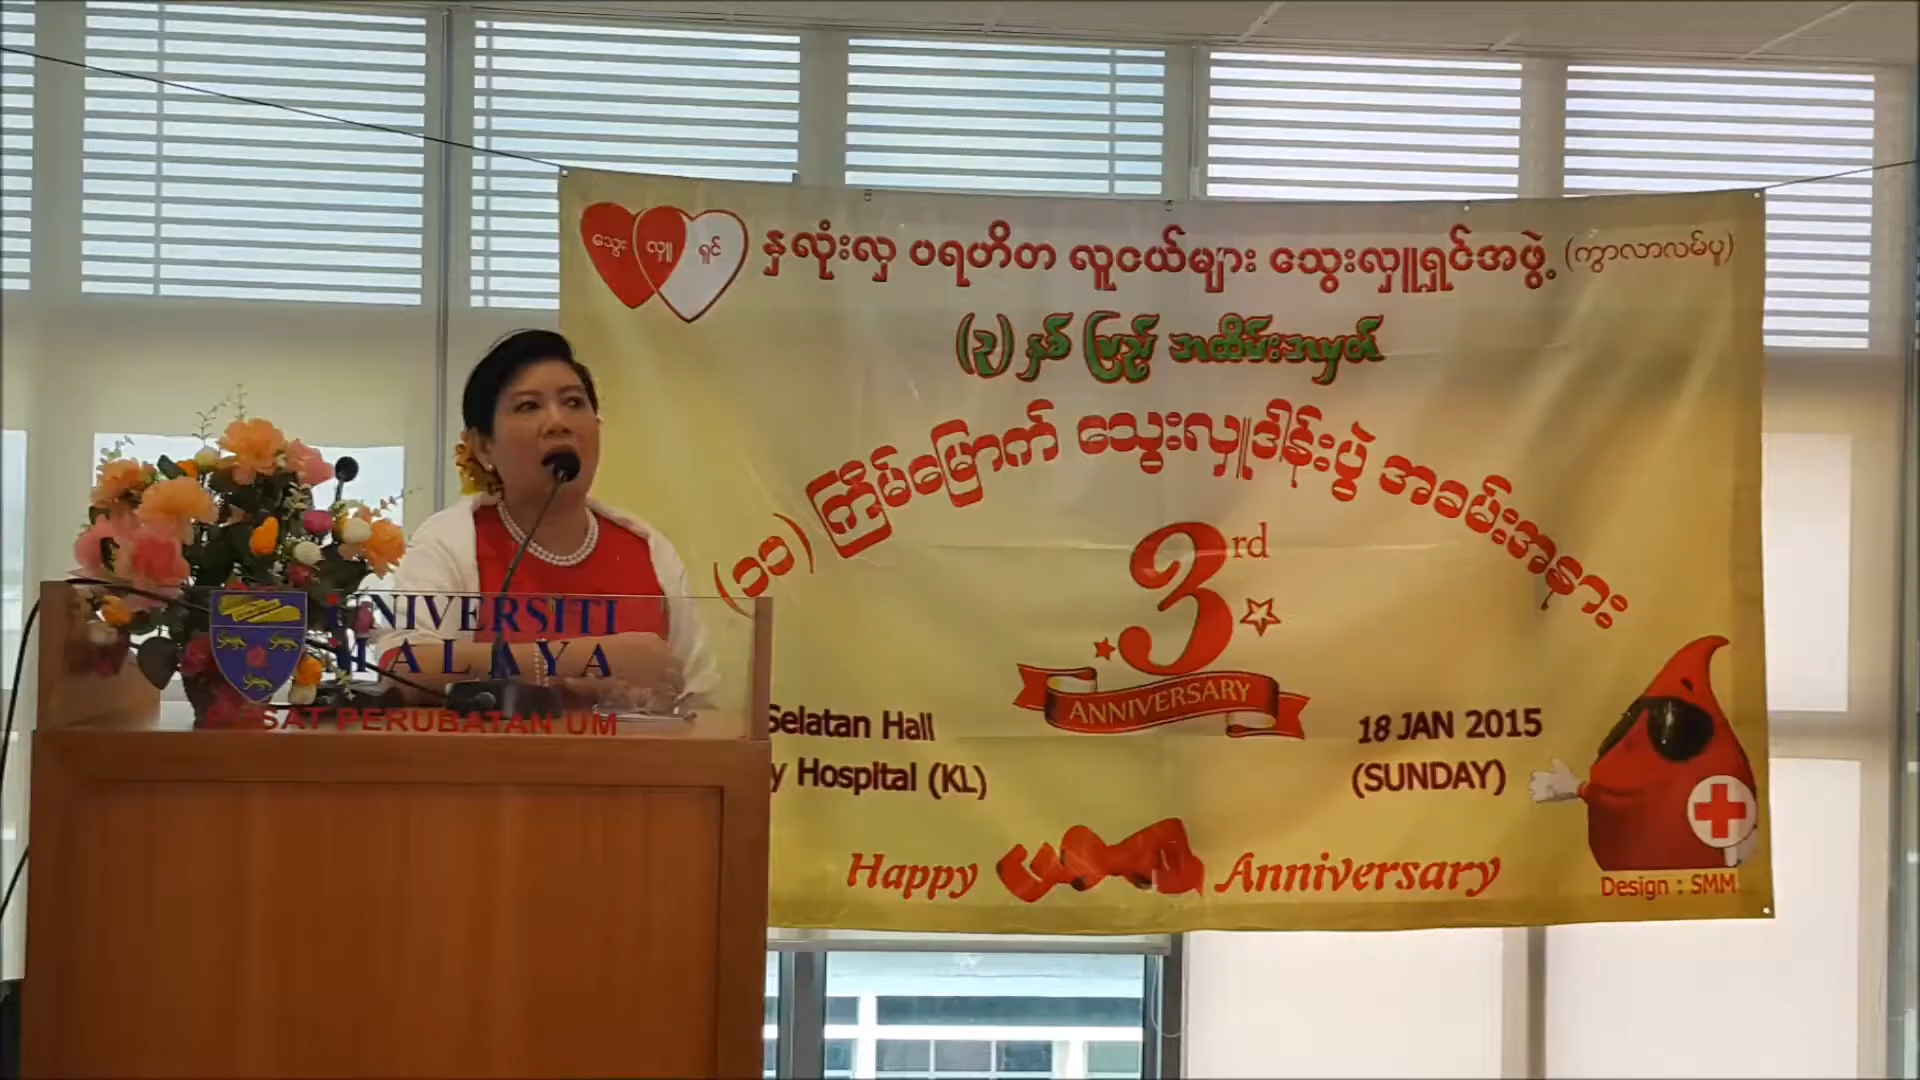 သွေး လှူ ရှင်
နှလုံးလှ ပရဟိတ လူငယ်များ သွေးလှူရှင်အဖွဲ့ (ကွာလာလမ်ပူ)
(၃) နှစ် ပြည့် အထိမ်းအမှတ်
(၁၁) ကြိမ်မြောက် သွေးလှူဒါန်းပွဲ အခမ်းအနား
3rd
ANNIVERSARY
Selatan Hall
y Hospital (KL)
18 JAN 2015
(SUNDAY)
Happy Anniversary
Design : SMM
UNIVERSITI
MALAYA
PUSAT PERUBATAN UM